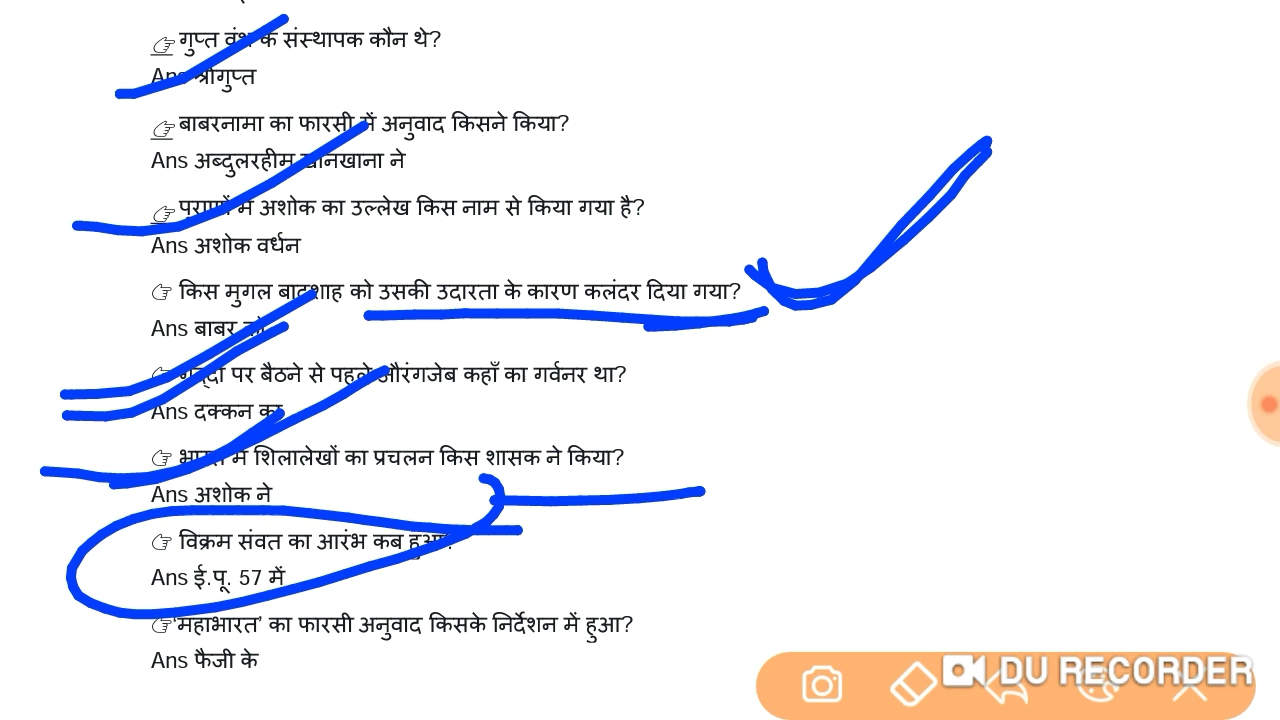 👉 गुप्त वंश के संस्थापक कौन थे?
Ans श्रीगुप्त
👉 बाबरनामा का फारसी में अनुवाद किसने किया?
Ans अब्दुलरहीम खानखाना ने
👉 पुराणों में अशोक का उल्लेख किस नाम से किया गया है?
Ans अशोक वर्धन
👉 किस मुगल बादशाह को उसकी उदारता के कारण कलंदर दिया गया?
Ans बाबर को
👉 गद्दी पर बैठने से पहले औरंगजेब कहाँ का गर्वनर था?
Ans दक्कन का
👉 भारत में शिलालेखों का प्रचलन किस शासक ने किया?
Ans अशोक ने
👉 विक्रम संवत का आरंभ कब हुआ?
Ans ई.पू. 57 में
👉'महाभारत' का फारसी अनुवाद किसके निर्देशन में हुआ?
Ans फैजी के
DU RECORDER